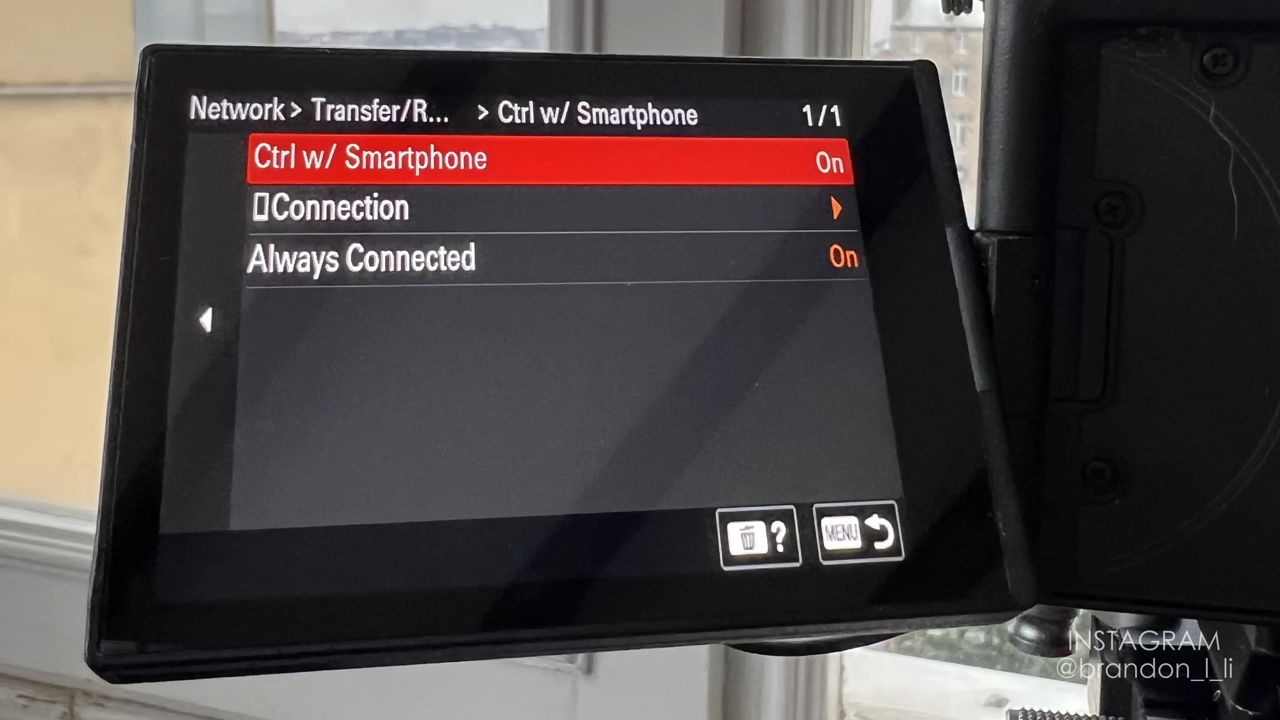 Network > Transfer/R... > Ctrl w/ Smartphone 1/1
Ctrl w/ Smartphone On
▯Connection
Always Connected On
? MENU
INSTAGRAM
@brandon_l_li